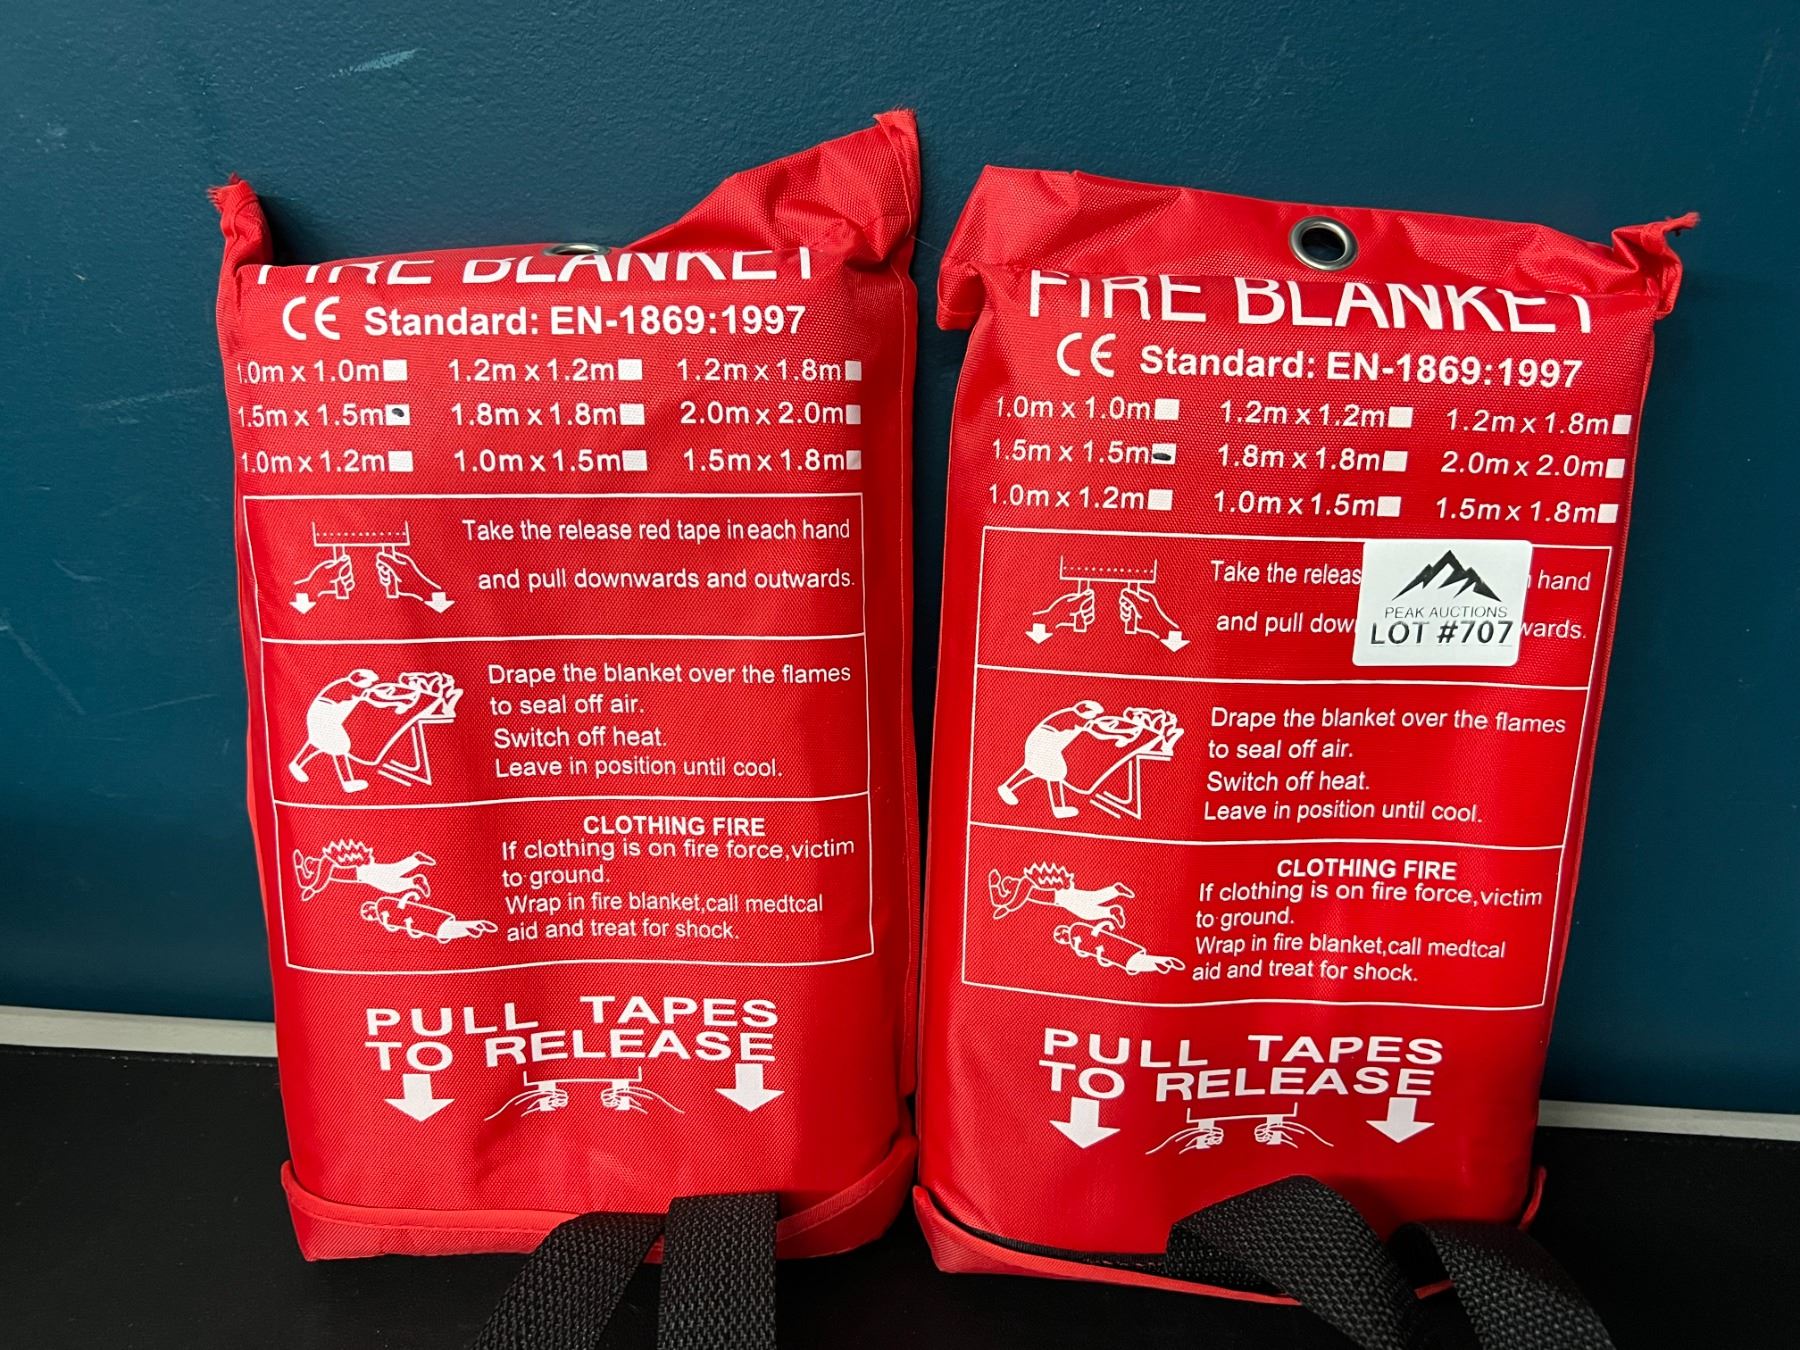 FIRE BLANKET
CE Standard: EN-1869:1997
1.0m x 1.0m 1.2m x 1.2m 1.2m x 1.8m
1.5m x 1.5m 1.8m x 1.8m 2.0m x 2.0m
1.0m x 1.2m 1.0m x 1.5m 1.5m x 1.8m
Take the release red tape in each hand
and pull downwards and outwards.
Drape the blanket over the flames
to seal off air.
Switch off heat.
Leave in position until cool.
CLOTHING FIRE
If clothing is on fire force,victim
to ground.
Wrap in fire blanket,call medtcal
aid and treat for shock.
PULL TAPES
TO RELEASE
FIRE BLANKET
CE Standard: EN-1869:1997
1.0m x 1.0m 1.2m x 1.2m 1.2m x 1.8m
1.5m x 1.5m 1.8m x 1.8m 2.0m x 2.0m
1.0m x 1.2m 1.0m x 1.5m 1.5m x 1.8m
Take the releas hand
and pull dow wards.
PEAK AUCTIONS
LOT #707
Drape the blanket over the flames
to seal off air.
Switch off heat.
Leave in position until cool.
CLOTHING FIRE
If clothing is on fire force,victim
to ground.
Wrap in fire blanket,call medtcal
aid and treat for shock.
PULL TAPES
TO RELEASE